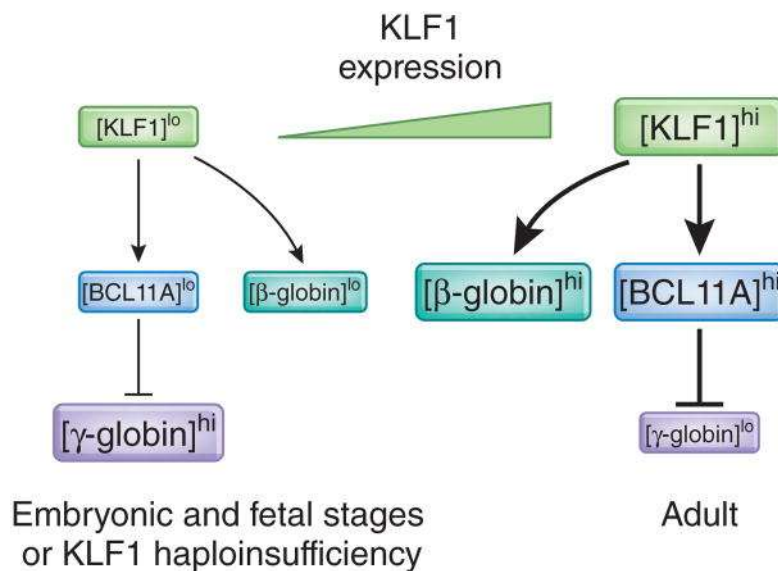 KLF1
expression
[KLF1]lo
[KLF1]hi
[BCL11A]lo
[β-globin]lo
[β-globin]hi
[BCL11A]hi
[γ-globin]hi
[γ-globin]lo
Embryonic and fetal stages
or KLF1 haploinsufficiency
Adult